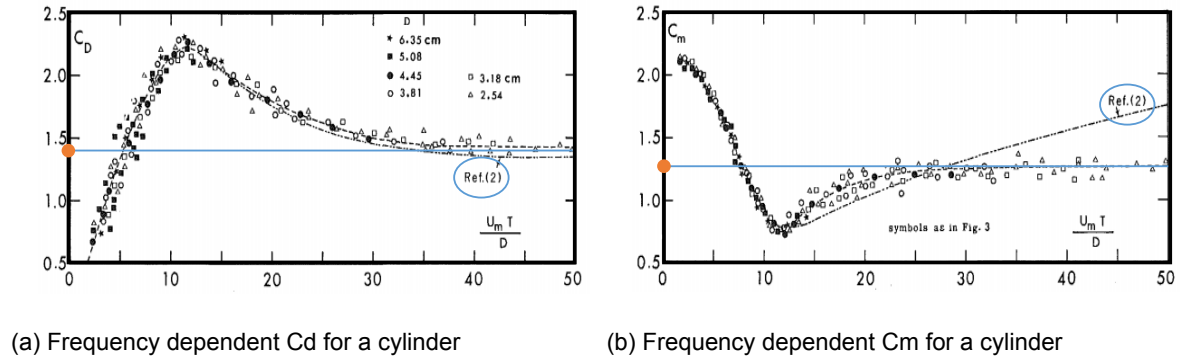 2.5
C_D
2.0
1.5
1.0
0.5
0
10
20
30
40
50
D
★ 6.35 cm
■ 5.08
● 4.45
○ 3.81
□ 3.18 cm
△ 2.54
Ref.(2)
U_m T
D
2.5
C_m
2.0
1.5
1.0
0.5
0
10
20
30
40
50
Ref.(2)
symbols as in Fig. 3
U_m T
D
(a) Frequency dependent Cd for a cylinder
(b) Frequency dependent Cm for a cylinder